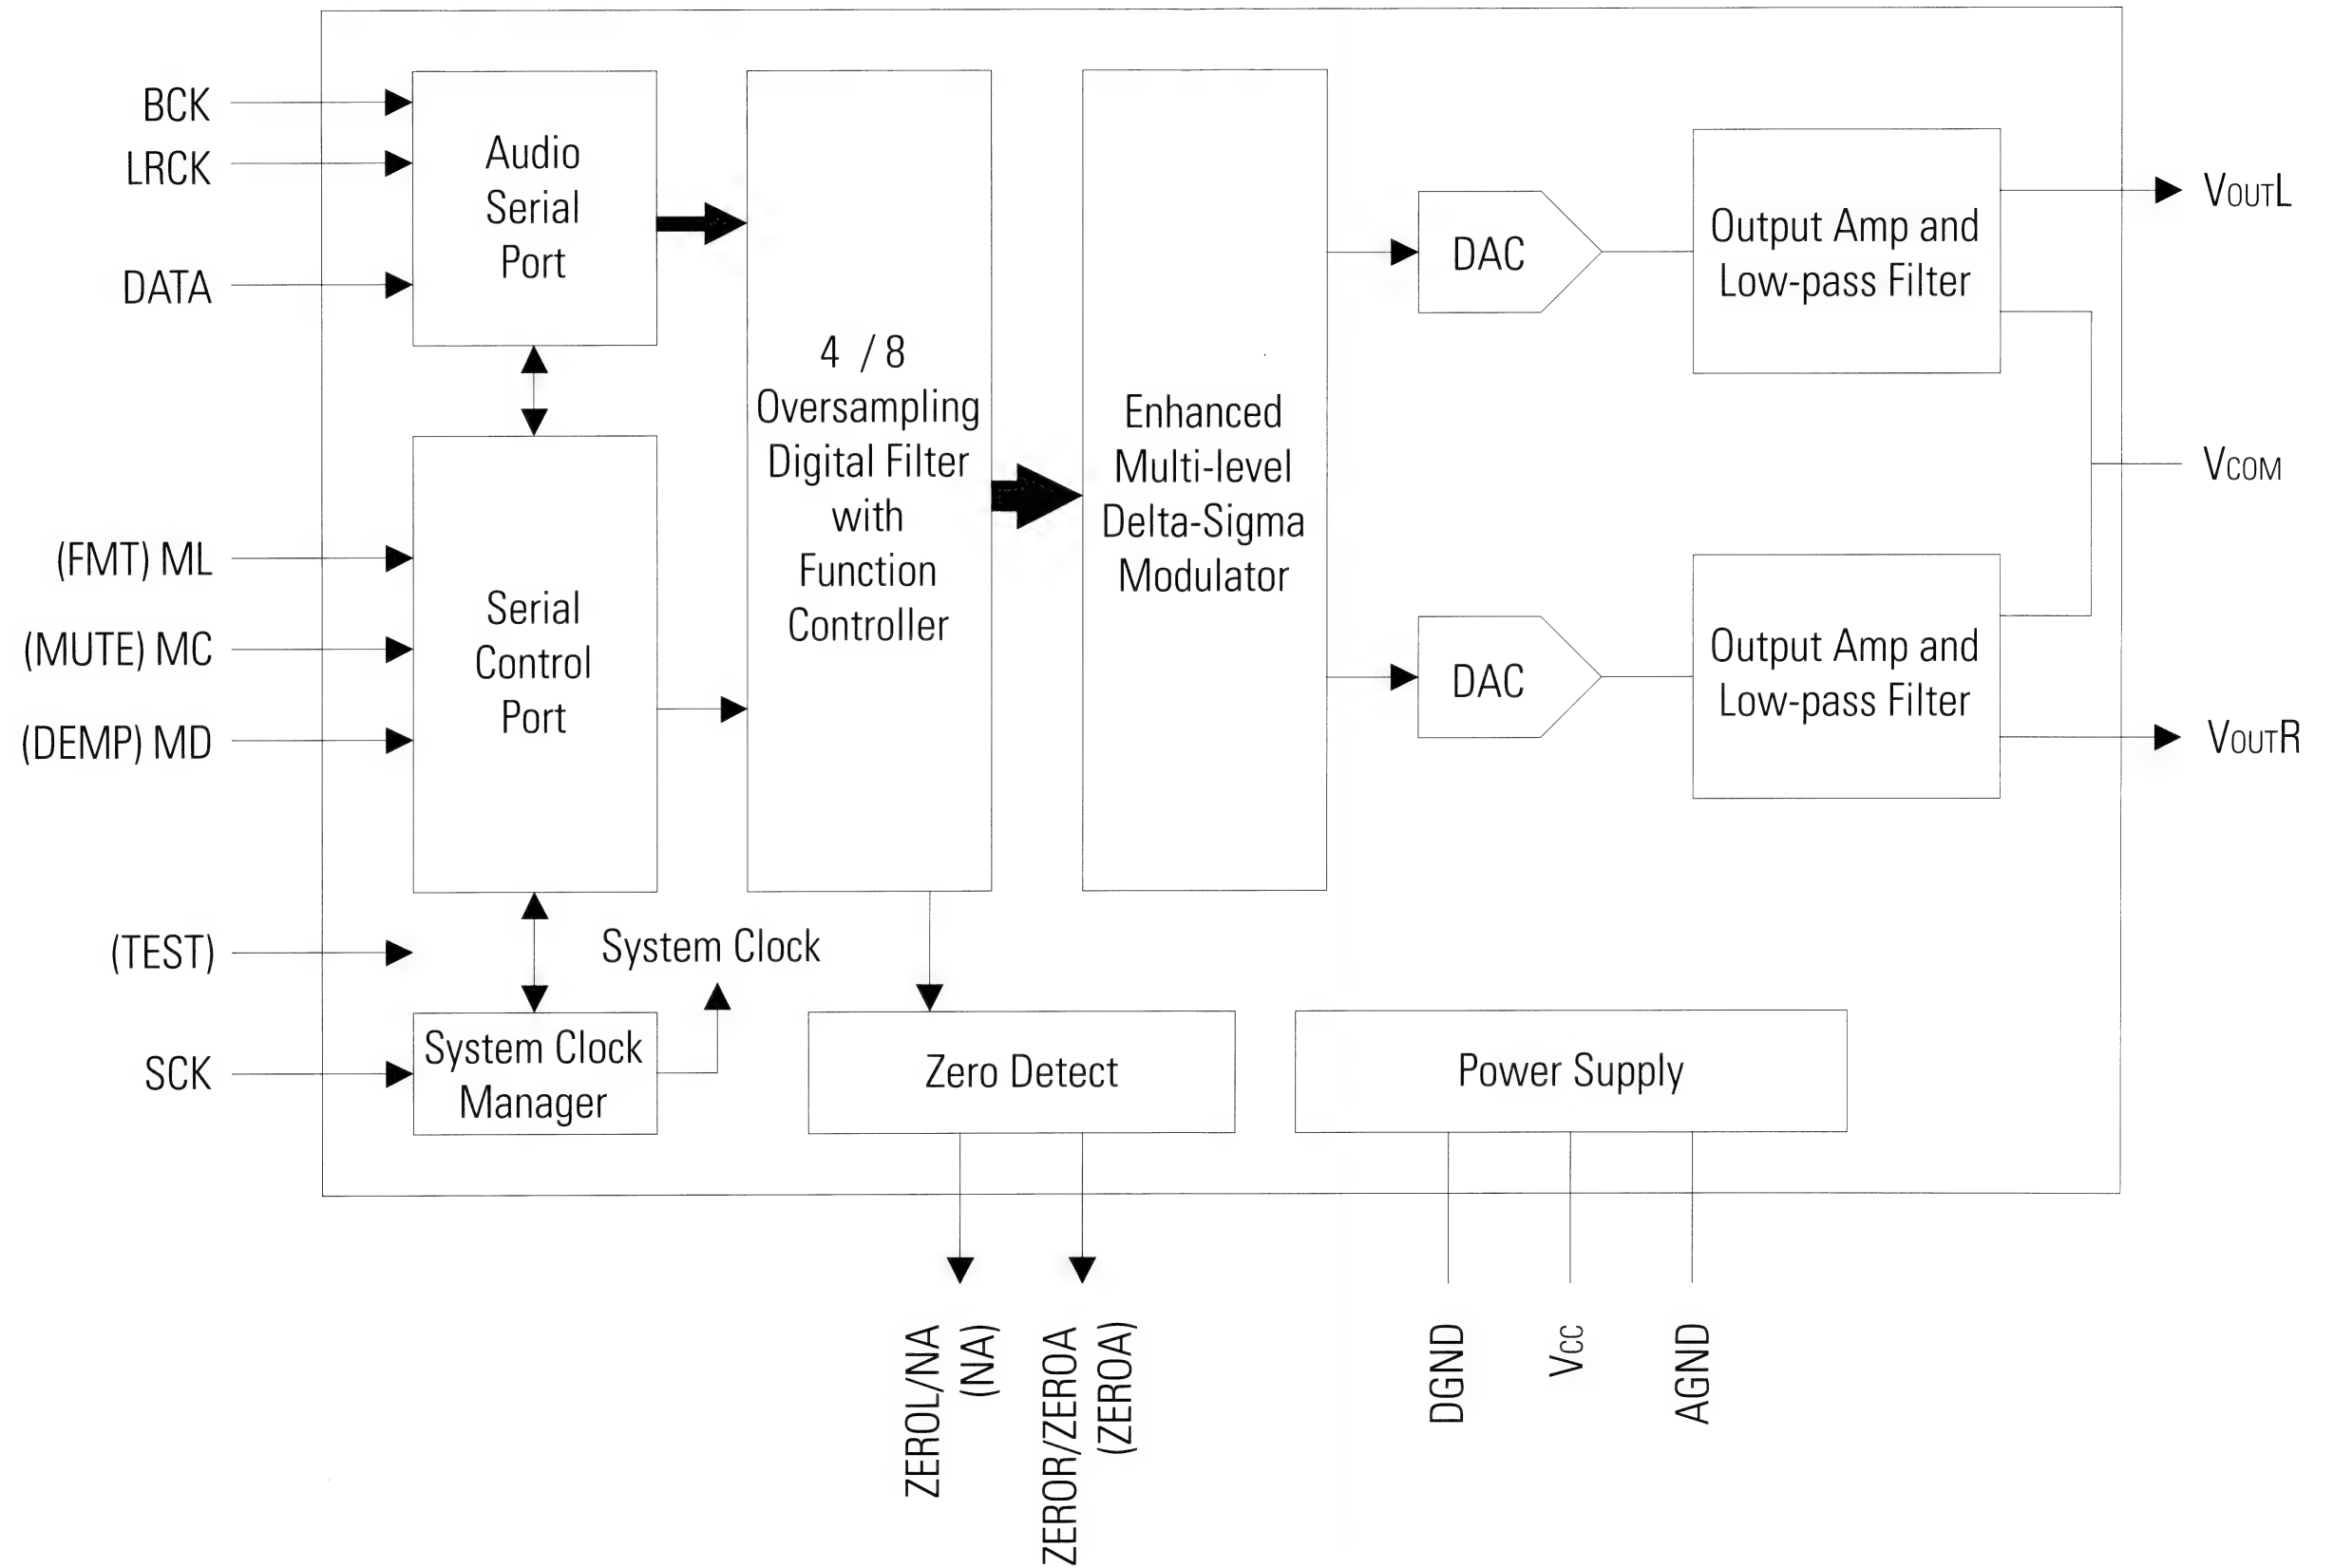 BCK
LRCK
DATA
Audio
Serial
Port
(FMT) ML
(MUTE) MC
(DEMP) MD
Serial
Control
Port
(TEST)
SCK
System Clock
System Clock
Manager
4 / 8
Oversampling
Digital Filter
with
Function
Controller
Enhanced
Multi-level
Delta-Sigma
Modulator
DAC
Output Amp and
Low-pass Filter
VOUTL
VCOM
DAC
Output Amp and
Low-pass Filter
VOUTR
Zero Detect
Power Supply
ZEROL/NA
(NA)
ZEROR/ZEROA
(ZEROA)
DGND
VCC
AGND